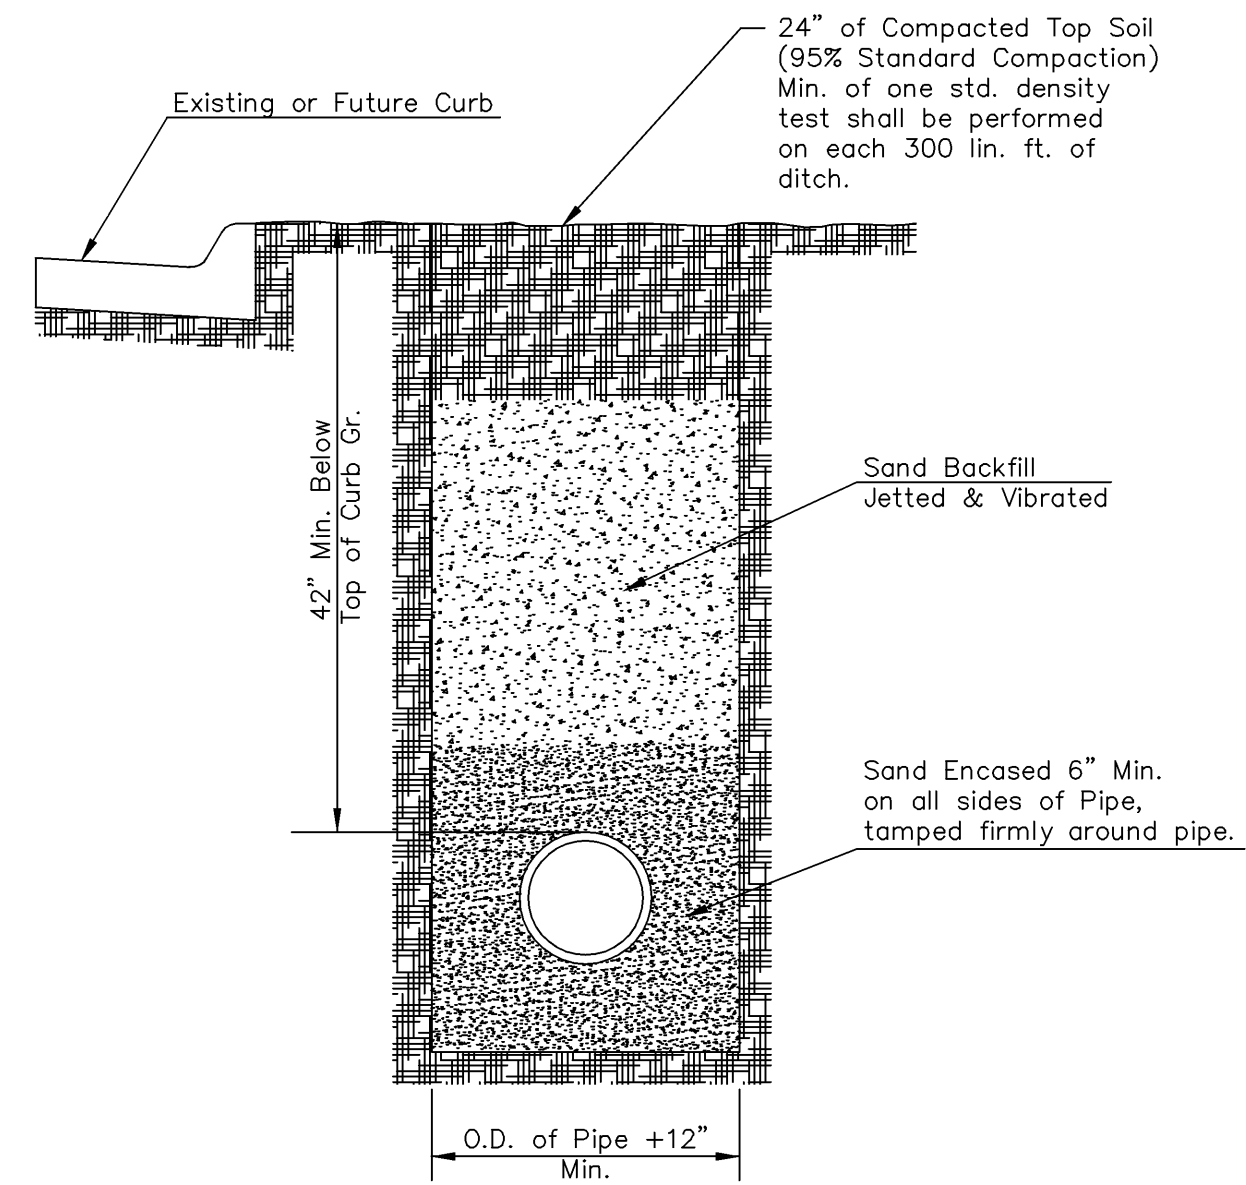 24” of Compacted Top Soil
(95% Standard Compaction)
Min. of one std. density
test shall be performed
on each 300 lin. ft. of
ditch.
Existing or Future Curb
42” Min. Below
Top of Curb Gr.
Sand Backfill
Jetted & Vibrated
Sand Encased 6” Min.
on all sides of Pipe,
tamped firmly around pipe.
O.D. of Pipe +12”
Min.